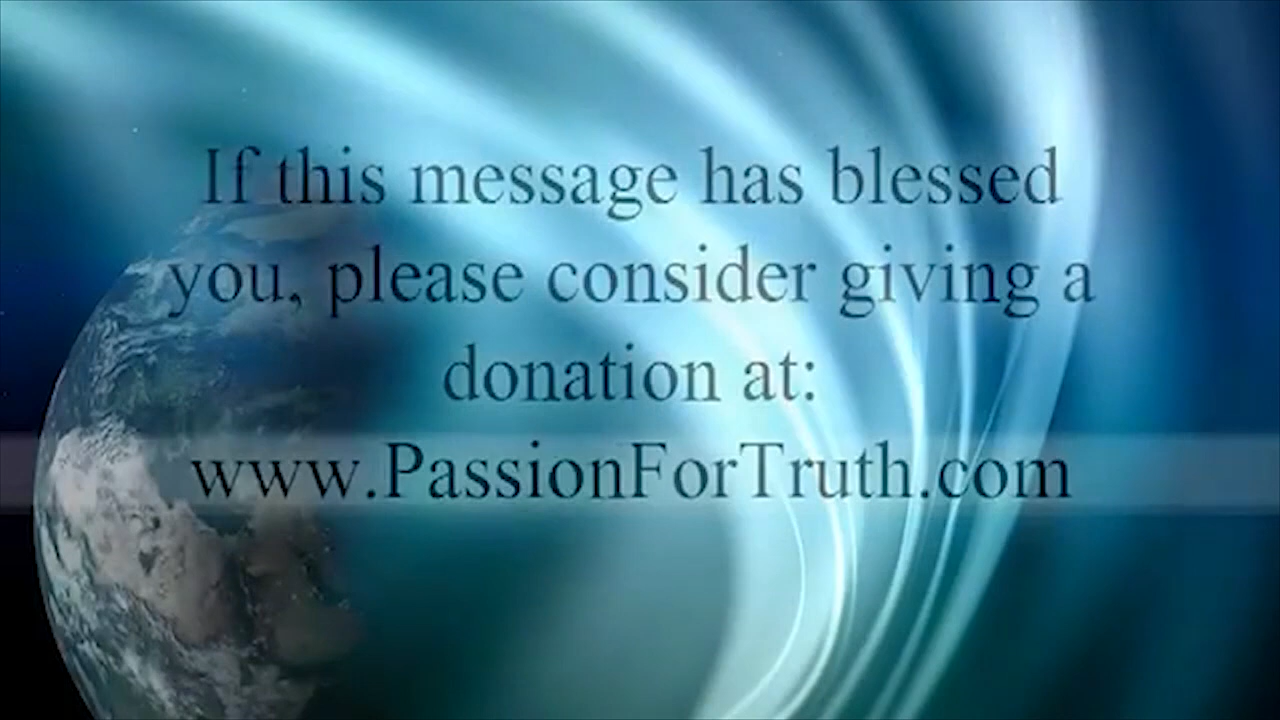 If this message has blessed
you, please consider giving a
donation at:
www.PassionForTruth.com